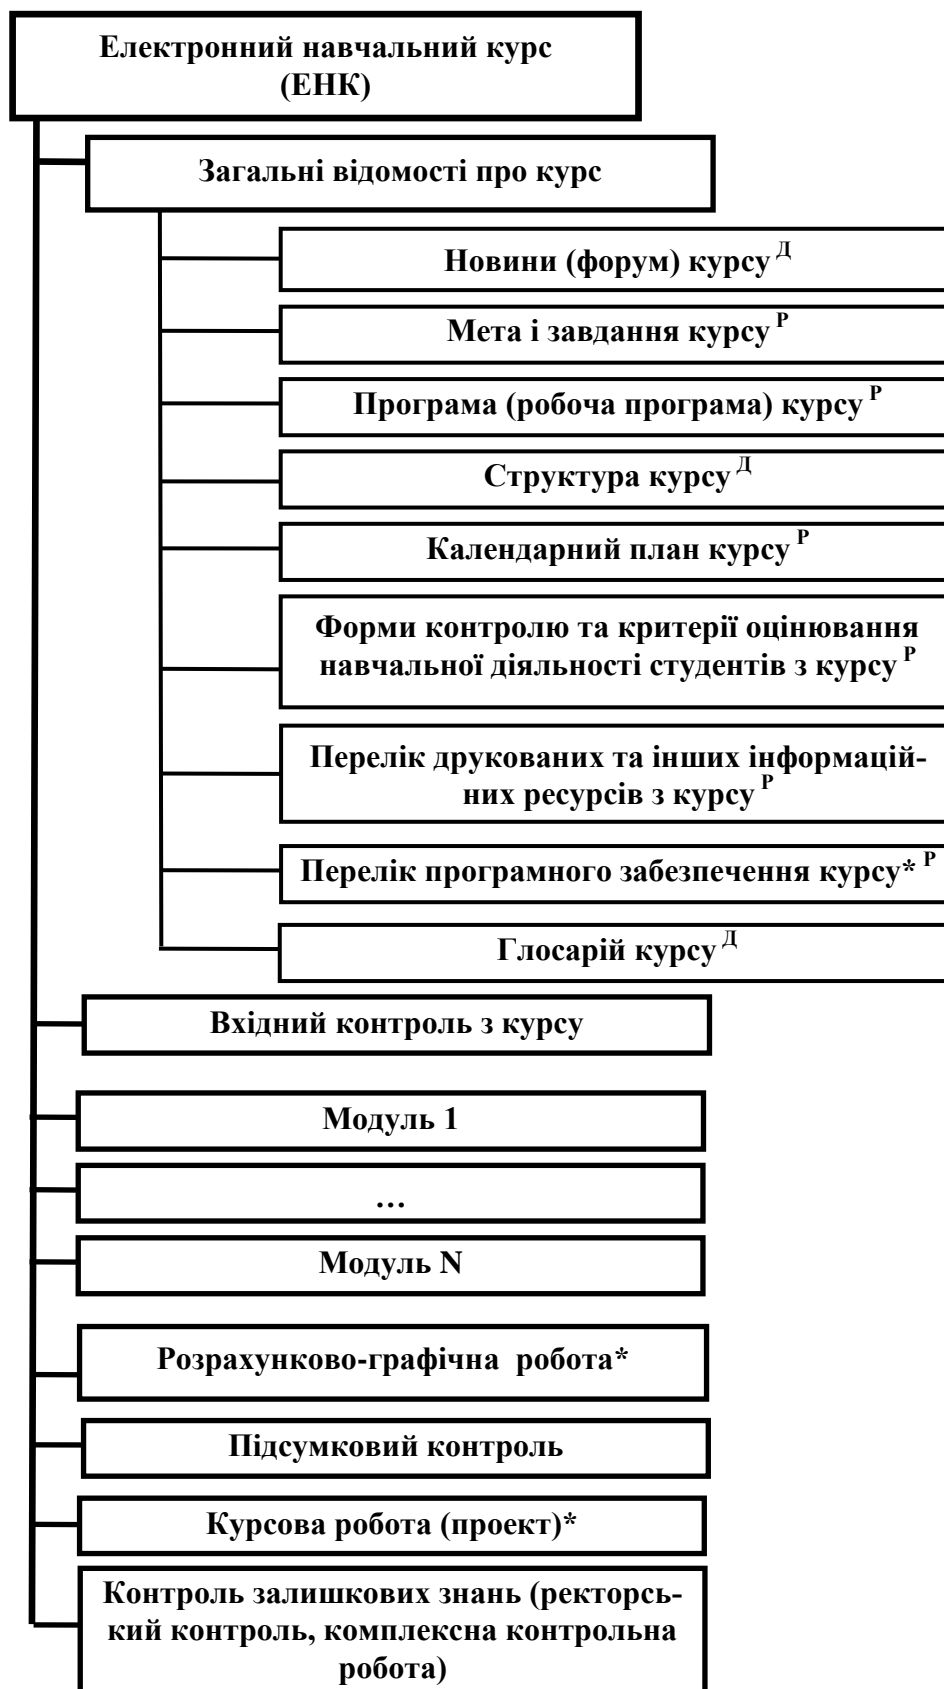 Електронний навчальний курс
(ЕНК)
Загальні відомості про курс
Новини (форум) курсу Д
Мета і завдання курсу Р
Програма (робоча програма) курсу Р
Структура курсу Д
Календарний план курсу Р
Форми контролю та критерії оцінювання
навчальної діяльності студентів з курсу Р
Перелік друкованих та інших інформацій-
них ресурсів з курсу Р
Перелік програмного забезпечення курсу* Р
Глосарій курсу Д
Вхідний контроль з курсу
Модуль 1
…
Модуль N
Розрахунково-графічна робота*
Підсумковий контроль
Курсова робота (проект)*
Контроль залишкових знань (ректорсь-
кий контроль, комплексна контрольна
робота)